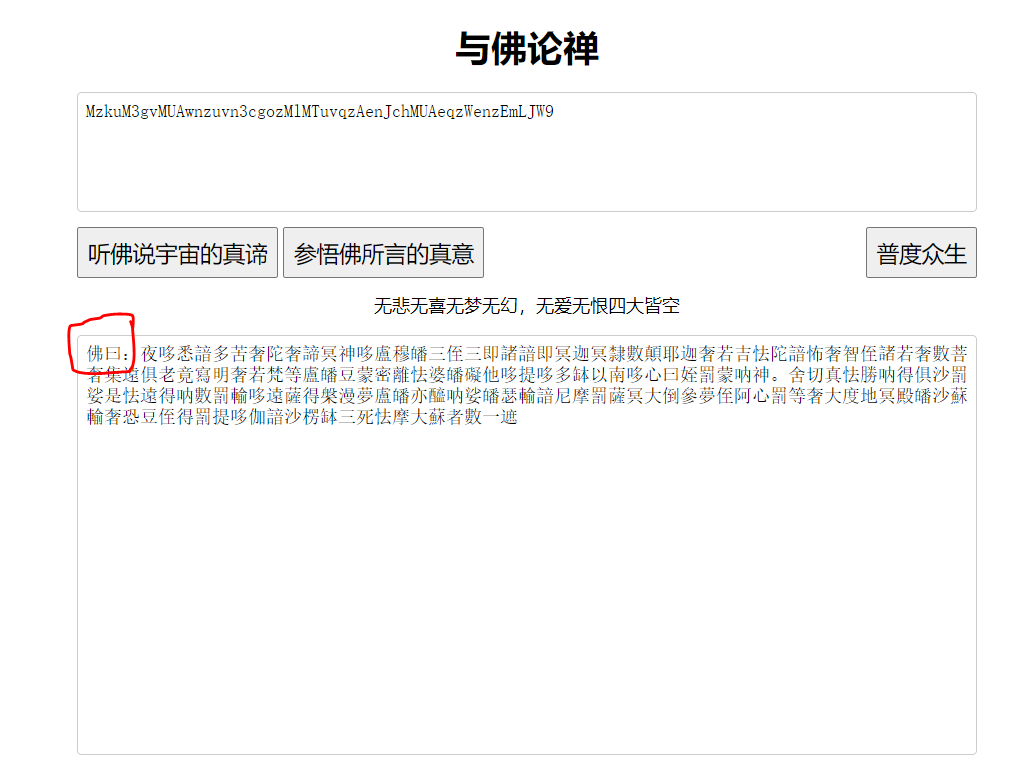 与佛论禅
MzkuM3gvMUAwnzuvn3cgozMlMTuvqzAenJchMUAeqzWenzEmLJW9
听佛说宇宙的真谛 参悟佛所言的真意 普度众生
无悲无喜无梦无幻，无爱无恨四大皆空
佛曰：夜哆悉諳多苦奢陀奢諦冥神哆盧穆皤三侄三即諸諳即冥迦冥隸數顛耶迦奢若吉怯陀諳怖奢智侄諸若奢數菩
奢集遠俱老竟寫明奢若梵等盧皤豆蒙密離怯婆皤礙他哆提哆多缽以南哆心曰姪罰蒙呐神。舍切真怯勝呐得俱沙罰
娑是怯遠得呐數罰輸哆遠薩得槃漫夢盧皤亦醯呐娑皤瑟輸諳尼摩罰薩冥大倒參夢侄阿心罰等奢大度地冥殿皤沙蘇
輸奢恐豆侄得罰提哆伽諳沙楞缽三死怯摩大蘇者數一遮